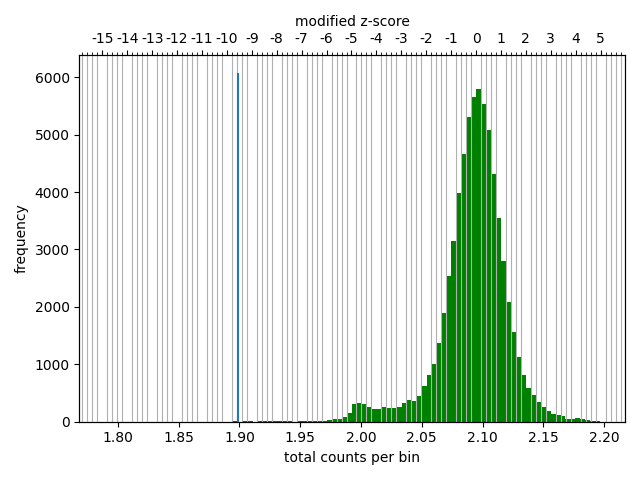 modified z-score
-15 -14 -13 -12 -11 -10 -9 -8 -7 -6 -5 -4 -3 -2 -1 0 1 2 3 4 5
6000
5000
4000
3000
2000
1000
0
frequency
1.80 1.85 1.90 1.95 2.00 2.05 2.10 2.15 2.20
total counts per bin